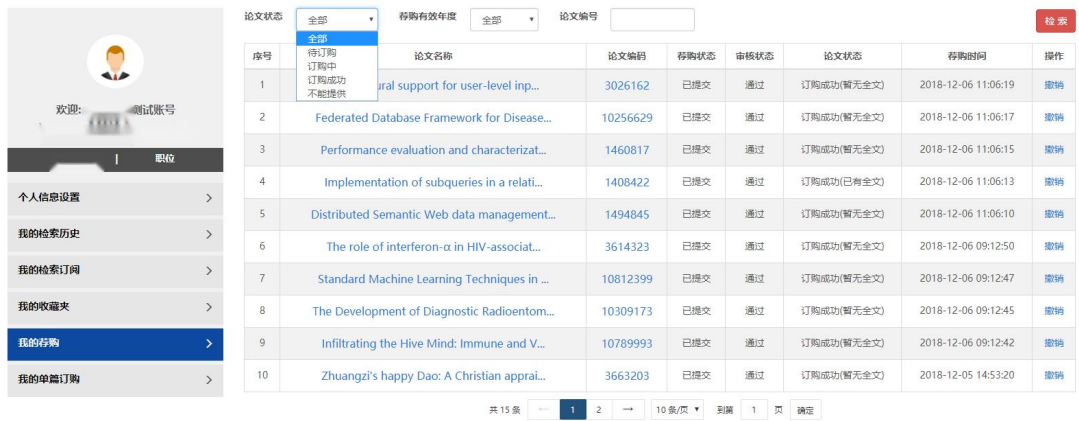 论文状态 全部 荐购有效年度 全部 论文编号 检 索
全部
待订购
订购中
订购成功
不能提供
欢迎: 测试账号
| 职位
个人信息设置
我的检索历史
我的检索订阅
我的收藏夹
我的荐购
我的单篇订购
序号 论文名称 论文编码 荐购状态 审核状态 论文状态 荐购时间 操作
1 ural support for user-level inp... 3026162 已提交 通过 订购成功(暂无全文) 2018-12-06 11:06:19 撤销
2 Federated Database Framework for Disease... 10256629 已提交 通过 订购成功(暂无全文) 2018-12-06 11:06:17 撤销
3 Performance evaluation and characterizat... 1460817 已提交 通过 订购成功(暂无全文) 2018-12-06 11:06:15 撤销
4 Implementation of subqueries in a relati... 1408422 已提交 通过 订购成功(已有全文) 2018-12-06 11:06:13 撤销
5 Distributed Semantic Web data management... 1494845 已提交 通过 订购成功(暂无全文) 2018-12-06 11:06:10 撤销
6 The role of interferon-α in HIV-associat... 3614323 已提交 通过 订购成功(暂无全文) 2018-12-06 09:12:50 撤销
7 Standard Machine Learning Techniques in ... 10812399 已提交 通过 订购成功(暂无全文) 2018-12-06 09:12:47 撤销
8 The Development of Diagnostic Radioentom... 10309173 已提交 通过 订购成功(暂无全文) 2018-12-06 09:12:45 撤销
9 Infiltrating the Hive Mind: Immune and V... 10789993 已提交 通过 订购成功(暂无全文) 2018-12-06 09:12:42 撤销
10 Zhuangzi's happy Dao: A Christian apprai... 3663203 已提交 通过 订购成功(暂无全文) 2018-12-05 14:53:20 撤销
共 15 条 ← 1 2 → 10 条/页 到第 1 页 确定